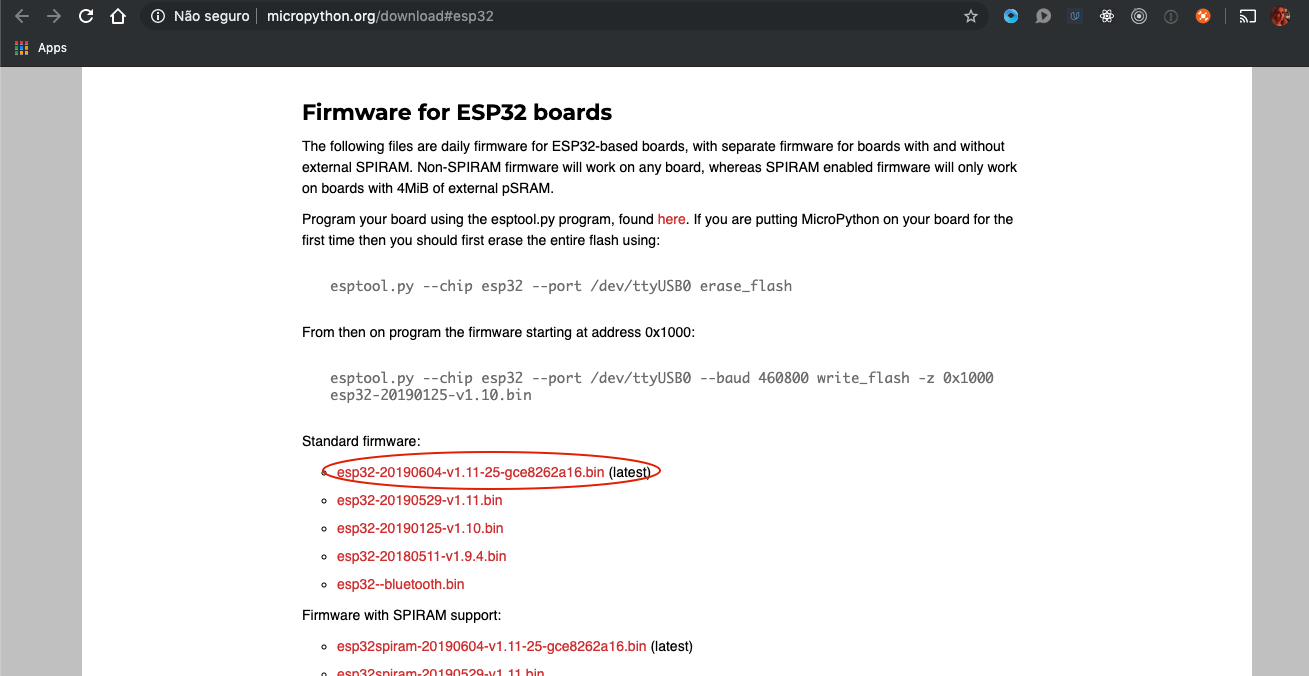 Não seguro micropython.org/download#esp32
Apps
Firmware for ESP32 boards
The following files are daily firmware for ESP32-based boards, with separate firmware for boards with and without
external SPIRAM. Non-SPIRAM firmware will work on any board, whereas SPIRAM enabled firmware will only work
on boards with 4MiB of external pSRAM.
Program your board using the esptool.py program, found here. If you are putting MicroPython on your board for the
first time then you should first erase the entire flash using:
esptool.py --chip esp32 --port /dev/ttyUSB0 erase_flash
From then on program the firmware starting at address 0x1000:
esptool.py --chip esp32 --port /dev/ttyUSB0 --baud 460800 write_flash -z 0x1000
esp32-20190125-v1.10.bin
Standard firmware:
esp32-20190604-v1.11-25-gce8262a16.bin (latest)
esp32-20190529-v1.11.bin
esp32-20190125-v1.10.bin
esp32-20180511-v1.9.4.bin
esp32--bluetooth.bin
Firmware with SPIRAM support:
esp32spiram-20190604-v1.11-25-gce8262a16.bin (latest)
esp32spiram-20190529-v1.11.bin